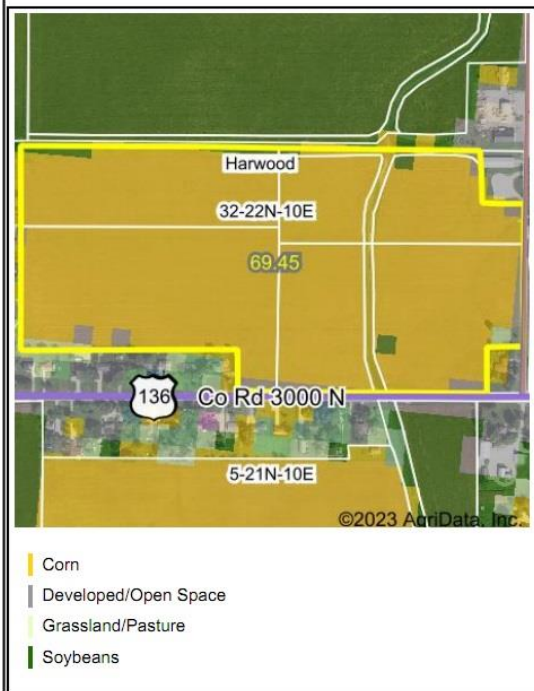 Harwood
32-22N-10E
69.45
136
Co Rd 3000 N
5-21N-10E
©2023 AgriData, Inc.
Corn
Developed/Open Space
Grassland/Pasture
Soybeans